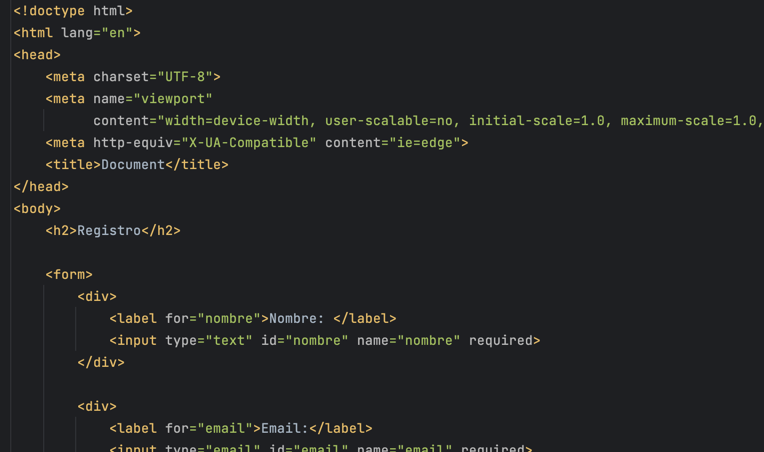 <!doctype html>
<html lang="en">
<head>
    <meta charset="UTF-8">
    <meta name="viewport"
          content="width=device-width, user-scalable=no, initial-scale=1.0, maximum-scale=1.0,
    <meta http-equiv="X-UA-Compatible" content="ie=edge">
    <title>Document</title>
</head>
<body>
    <h2>Registro</h2>

    <form>
        <div>
            <label for="nombre">Nombre: </label>
            <input type="text" id="nombre" name="nombre" required>
        </div>

        <div>
            <label for="email">Email:</label>
            <input type="email" id="email" name="email" required>